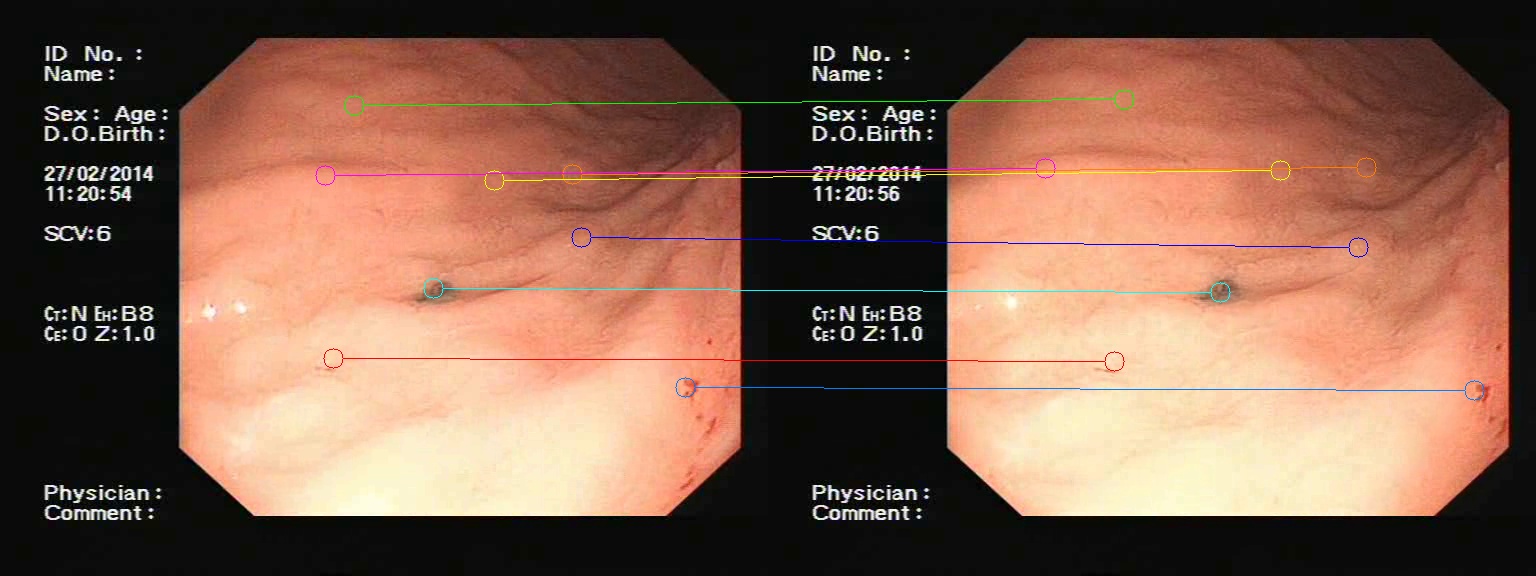 ID No. :
Name :
Sex: Age:
D.O.Birth:
27/02/2014
11:20:54
SCV:6
CT:N EH:B8
CE:0 Z:1.0
Physician:
Comment:
ID No. :
Name :
Sex: Age:
D.O.Birth:
27/02/2014
11:20:56
SCV:6
CT:N EH:B8
CE:0 Z:1.0
Physician:
Comment: